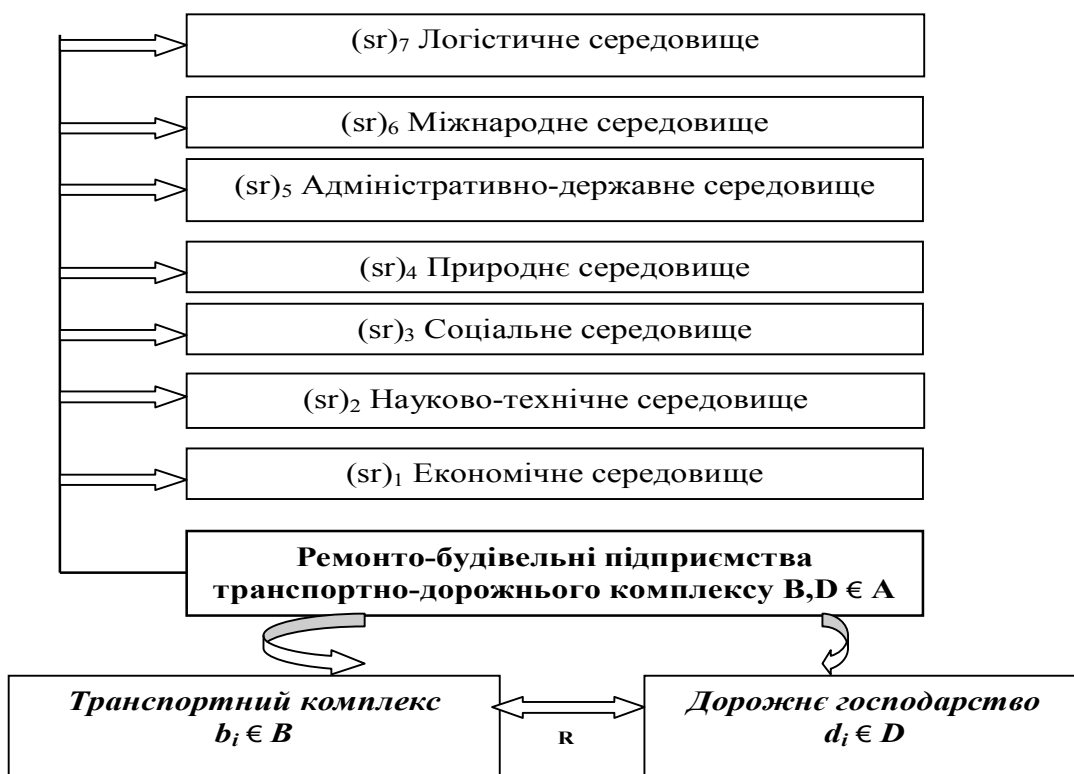 (sr)₇ Логістичне середовище
(sr)₆ Міжнародне середовище
(sr)₅ Адміністративно-державне середовище
(sr)₄ Природнє середовище
(sr)₃ Соціальне середовище
(sr)₂ Науково-технічне середовище
(sr)₁ Економічне середовище
Ремонто-будівельні підприємства
транспортно-дорожнього комплексу B,D € A
Транспортний комплекс
bᵢ € B
R
Дорожнє господарство
dᵢ € D